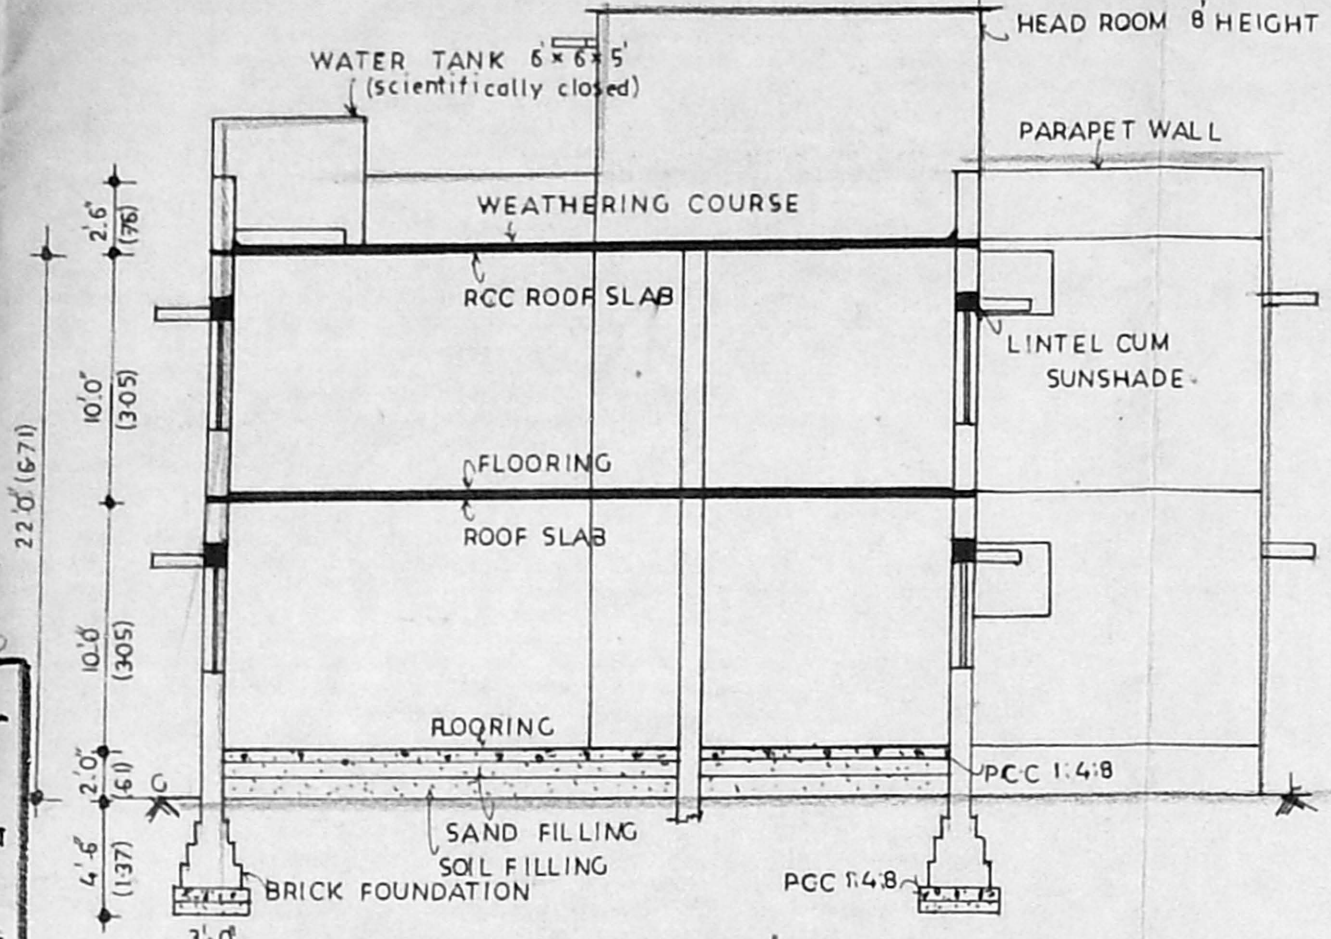 HEAD ROOM 8' HEIGHT
WATER TANK 6'×6'×5'
(scientifically closed)
PARAPET WALL
WEATHERING COURSE
2'.6"
(76)
RCC ROOF SLAB
LINTEL CUM
SUNSHADE
10'.0"
(3.05)
22'.0" (6.71)
FLOORING
ROOF SLAB
10'.0"
(305)
FLOORING
2'.0"
(61)
PCC 1:4:8
SAND FILLING
SOIL FILLING
4'-6"
(1.37)
BRICK FOUNDATION
PCC 1:4:8